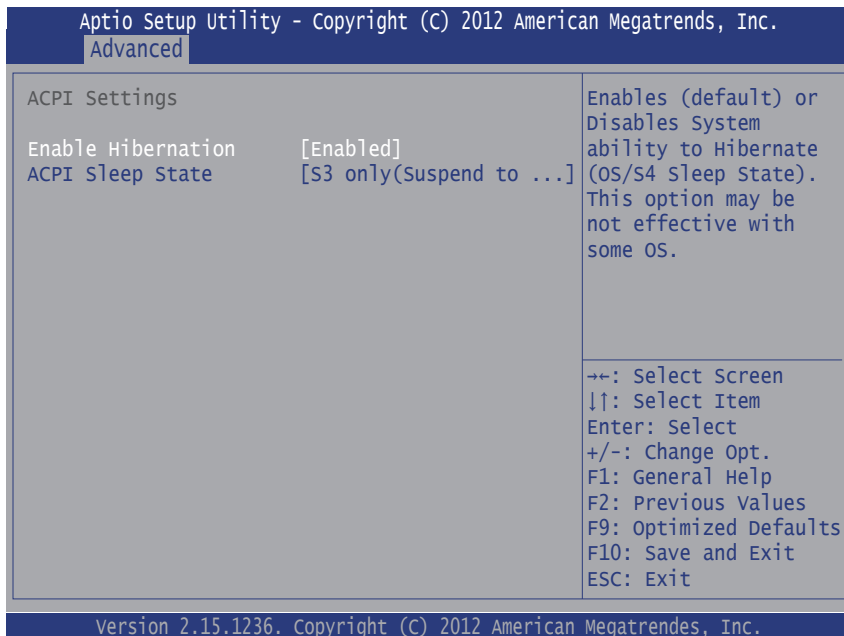 Aptio Setup Utility - Copyright (C) 2012 American Megatrends, Inc.
Advanced
ACPI Settings
Enable Hibernation [Enabled]
ACPI Sleep State [S3 only(Suspend to ...]
Enables (default) or
Disables System
ability to Hibernate
(OS/S4 Sleep State).
This option may be
not effective with
some OS.
→←: Select Screen
↓↑: Select Item
Enter: Select
+/-: Change Opt.
F1: General Help
F2: Previous Values
F9: Optimized Defaults
F10: Save and Exit
ESC: Exit
Version 2.15.1236. Copyright (C) 2012 American Megatrendes, Inc.